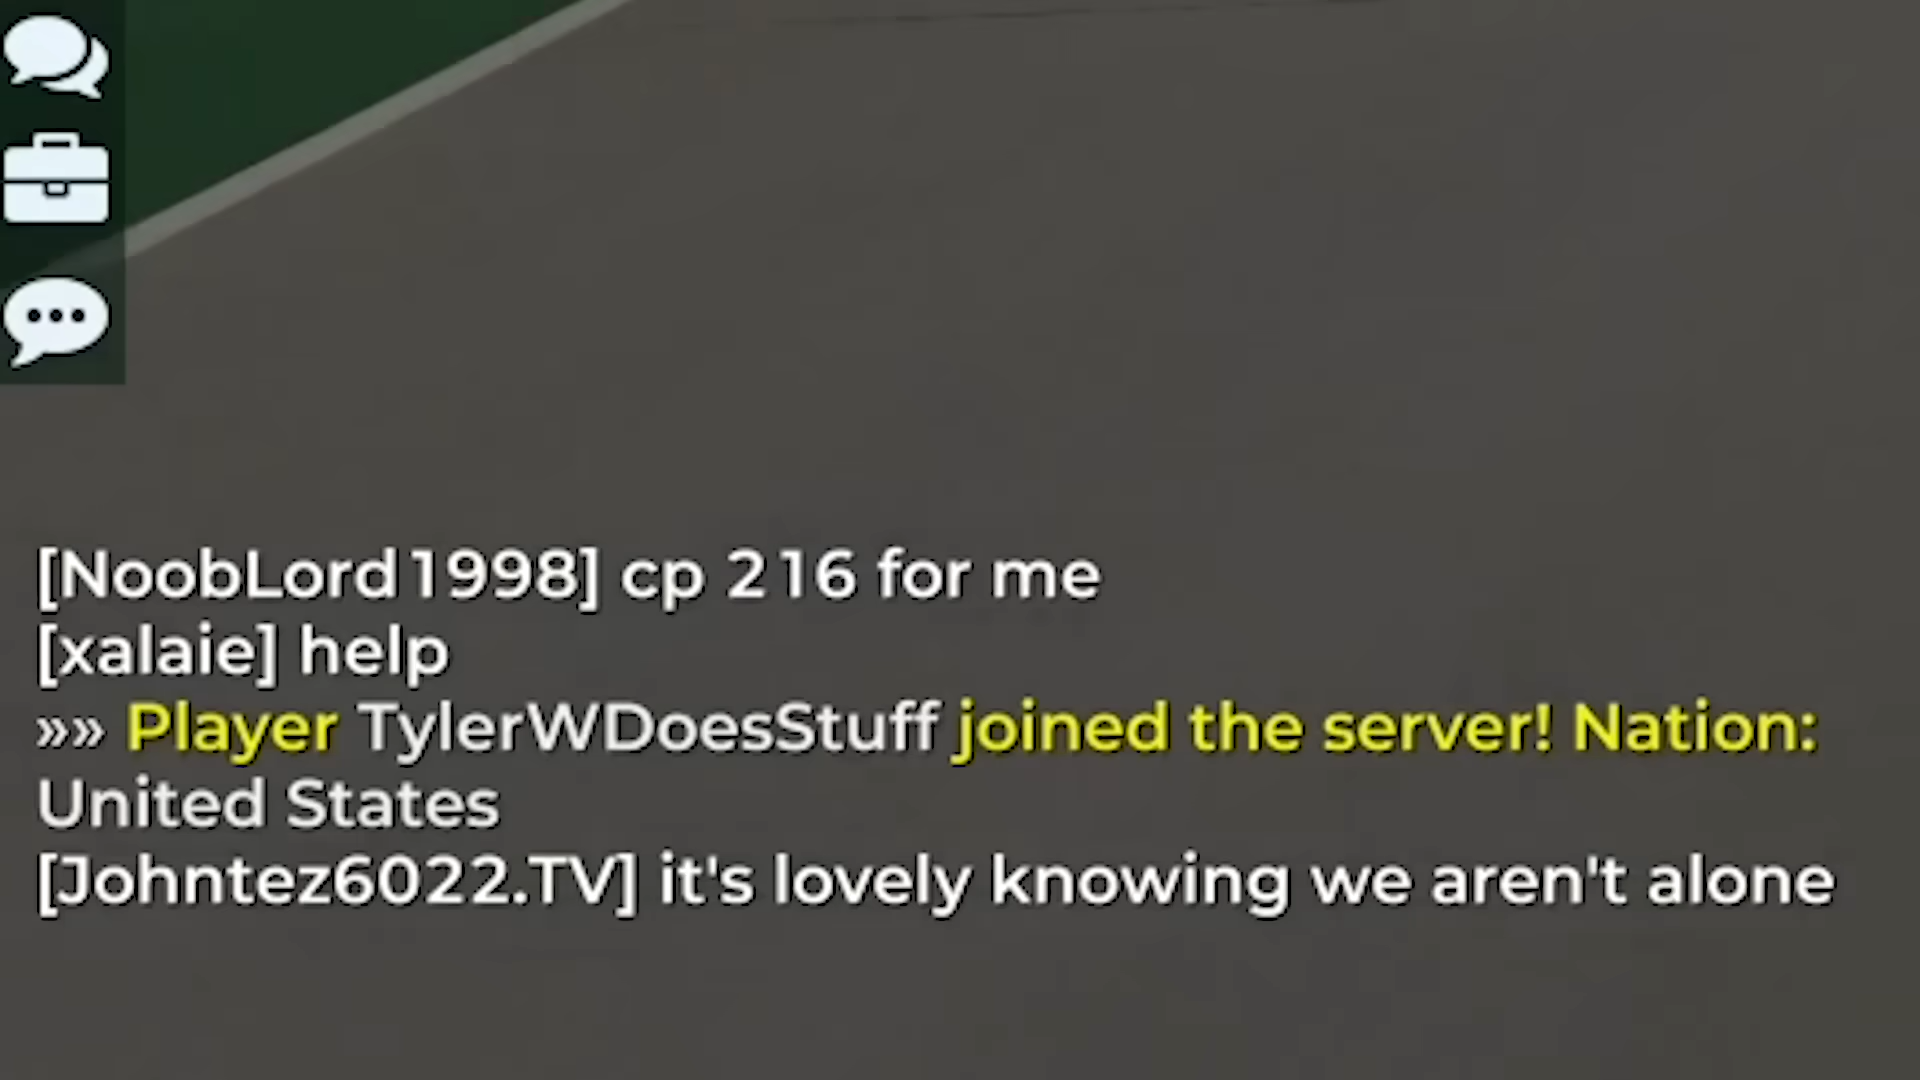 [NoobLord1998] cp 216 for me
[xalaie] help
»» Player TylerWDoesStuff joined the server! Nation:
United States
[Johntez6022.TV] it's lovely knowing we aren't alone